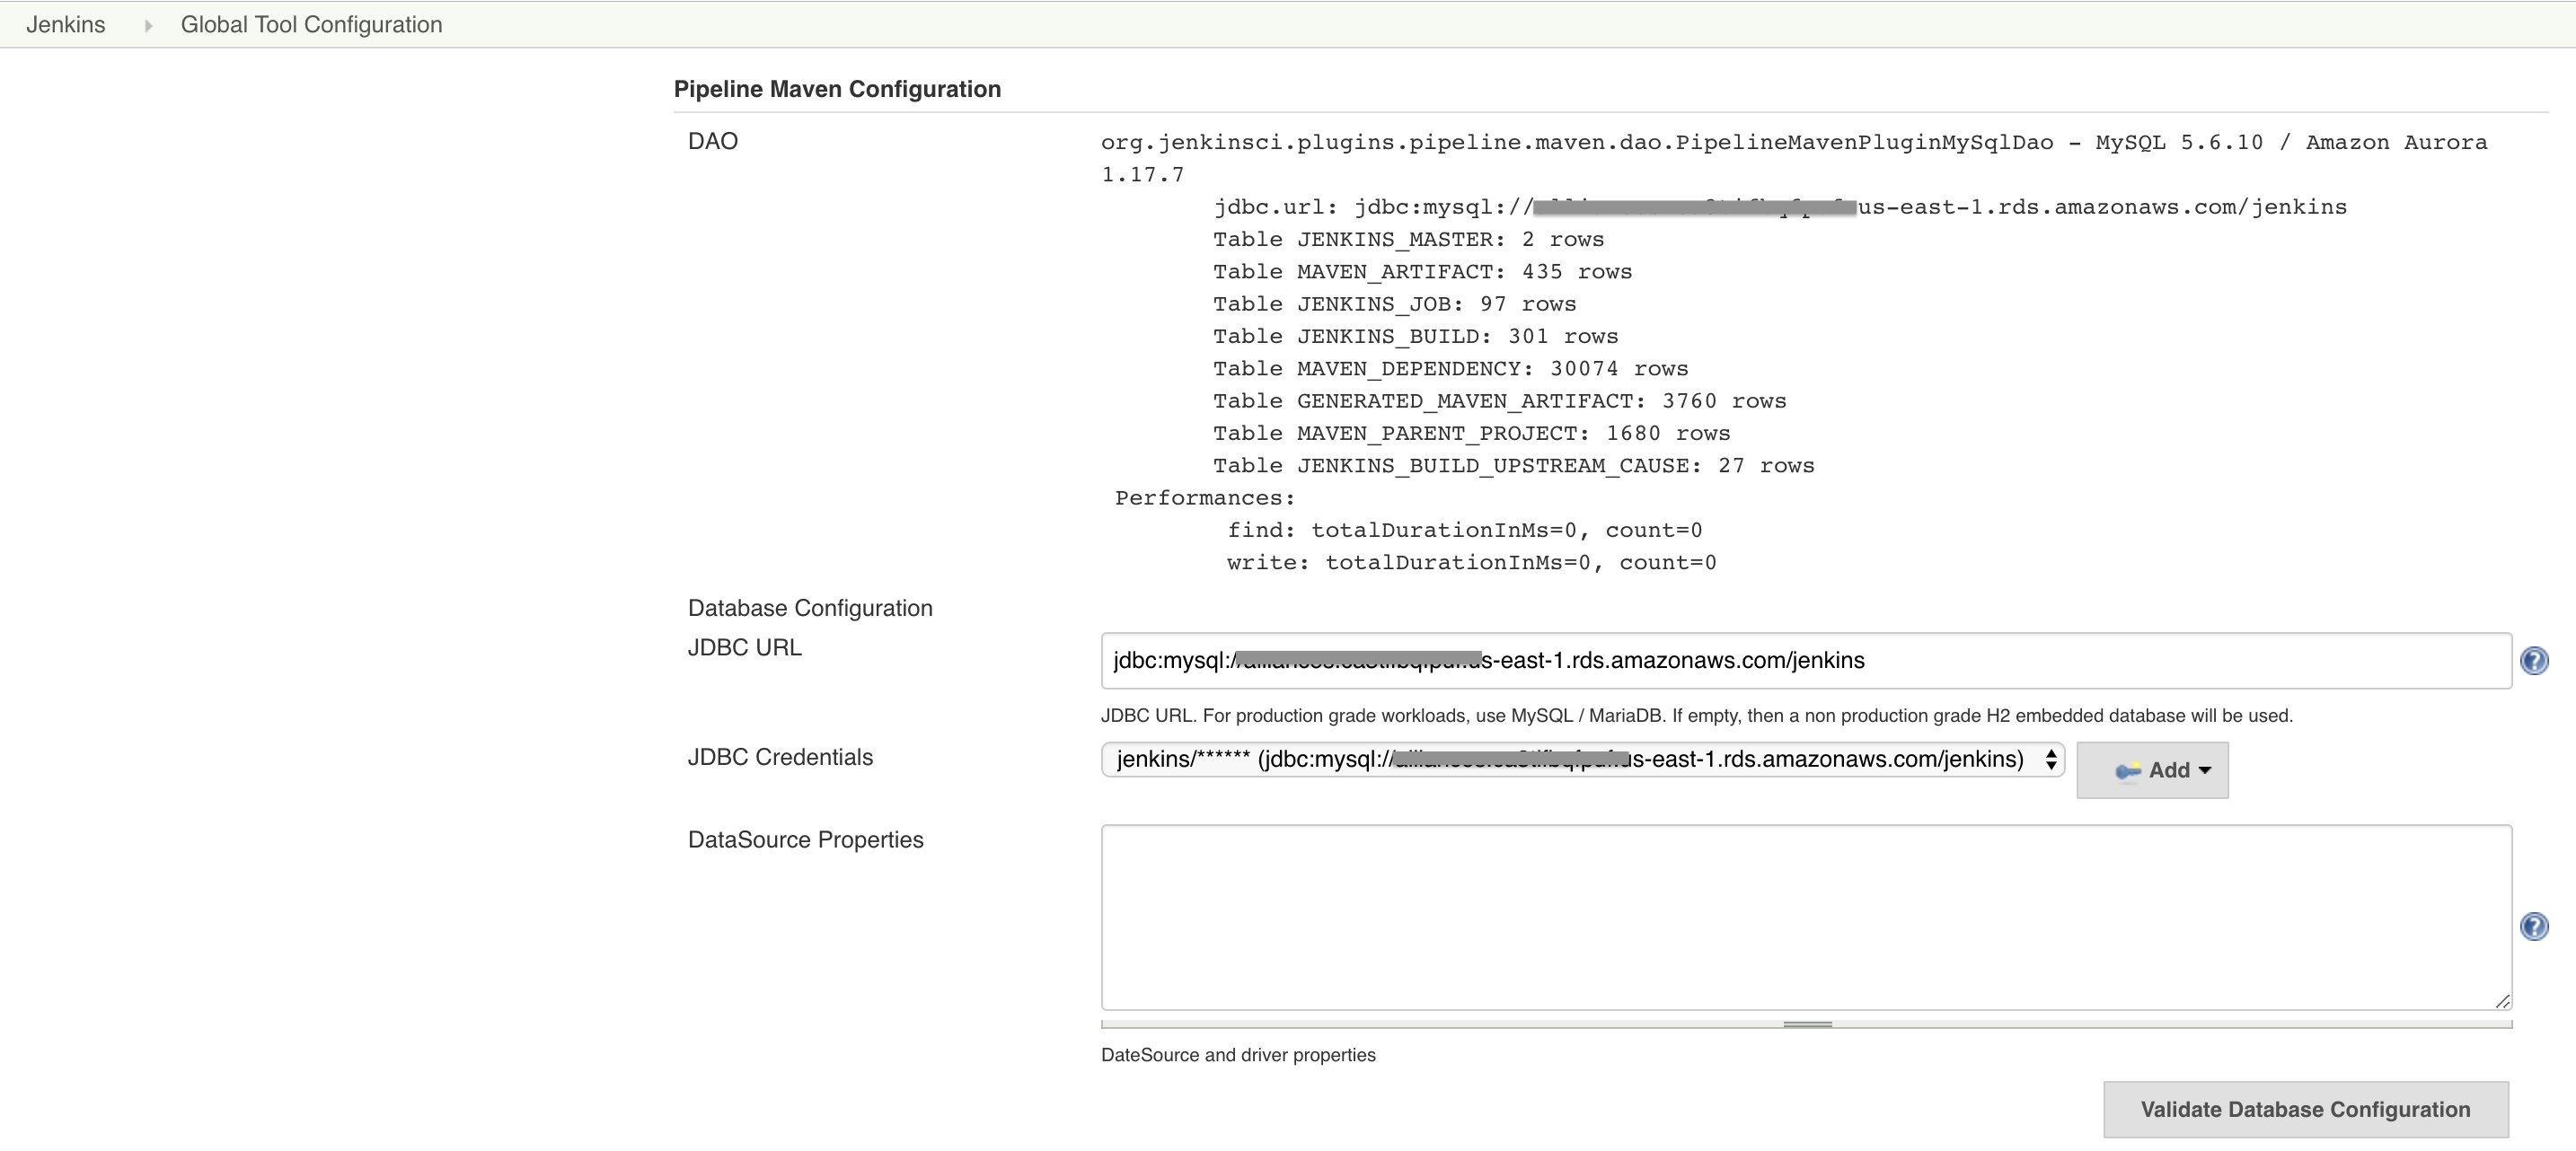 Jenkins Global Tool Configuration
Pipeline Maven Configuration
DAO
org.jenkinsci.plugins.pipeline.maven.dao.PipelineMavenPluginMySqlDao - MySQL 5.6.10 / Amazon Aurora
1.17.7
jdbc.url: jdbc:mysql:// us-east-1.rds.amazonaws.com/jenkins
Table JENKINS_MASTER: 2 rows
Table MAVEN_ARTIFACT: 435 rows
Table JENKINS_JOB: 97 rows
Table JENKINS_BUILD: 301 rows
Table MAVEN_DEPENDENCY: 30074 rows
Table GENERATED_MAVEN_ARTIFACT: 3760 rows
Table MAVEN_PARENT_PROJECT: 1680 rows
Table JENKINS_BUILD_UPSTREAM_CAUSE: 27 rows
Performances:
find: totalDurationInMs=0, count=0
write: totalDurationInMs=0, count=0
Database Configuration
JDBC URL
jdbc:mysql:/ s-east-1.rds.amazonaws.com/jenkins
JDBC URL. For production grade workloads, use MySQL / MariaDB. If empty, then a non production grade H2 embedded database will be used.
JDBC Credentials
jenkins/****** (jdbc:mysql:// s-east-1.rds.amazonaws.com/jenkins)
Add
DataSource Properties
DateSource and driver properties
Validate Database Configuration